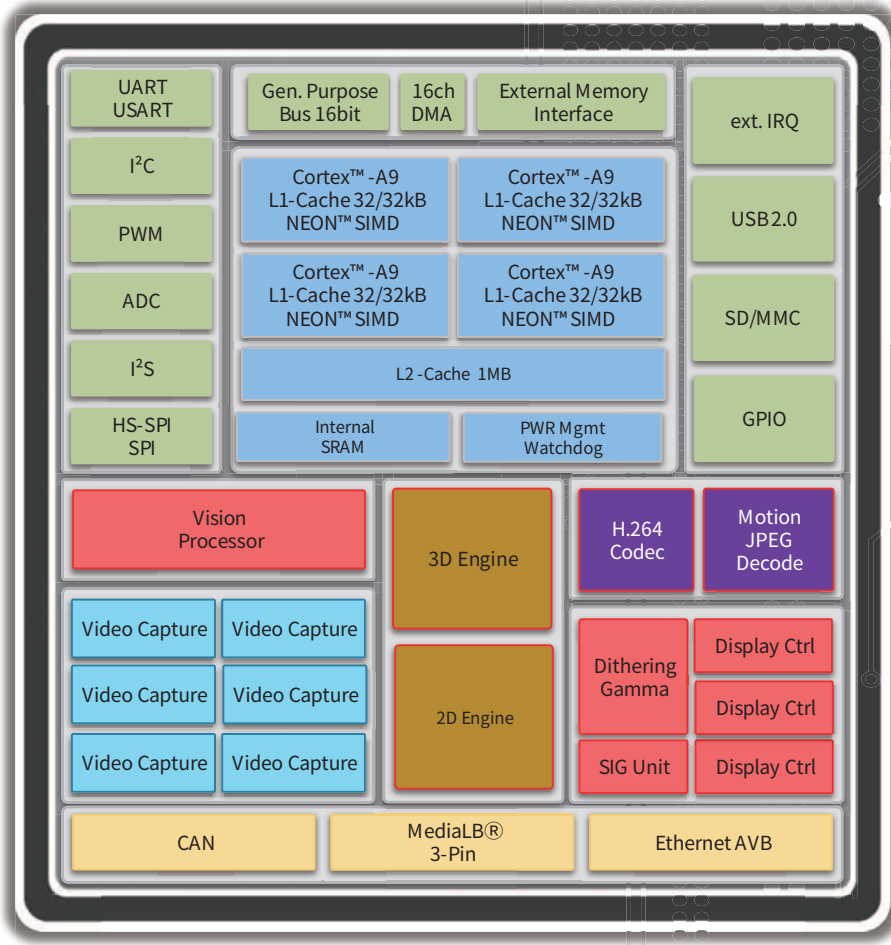 UART
USART
I²C
PWM
ADC
I²S
HS-SPI
SPI
Gen. Purpose
Bus 16bit
16ch
DMA
External Memory
Interface
Cortex™ -A9
L1-Cache 32/32kB
NEON™ SIMD
Cortex™ -A9
L1-Cache 32/32kB
NEON™ SIMD
Cortex™ -A9
L1-Cache 32/32kB
NEON™ SIMD
Cortex™ -A9
L1-Cache 32/32kB
NEON™ SIMD
L2 -Cache 1MB
Internal
SRAM
PWR Mgmt
Watchdog
ext. IRQ
USB2.0
SD/MMC
GPIO
Vision
Processor
Video Capture
Video Capture
Video Capture
Video Capture
Video Capture
Video Capture
3D Engine
2D Engine
H.264
Codec
Motion
JPEG
Decode
Dithering
Gamma
SIG Unit
Display Ctrl
Display Ctrl
Display Ctrl
CAN
MediaLB®
3-Pin
Ethernet AVB